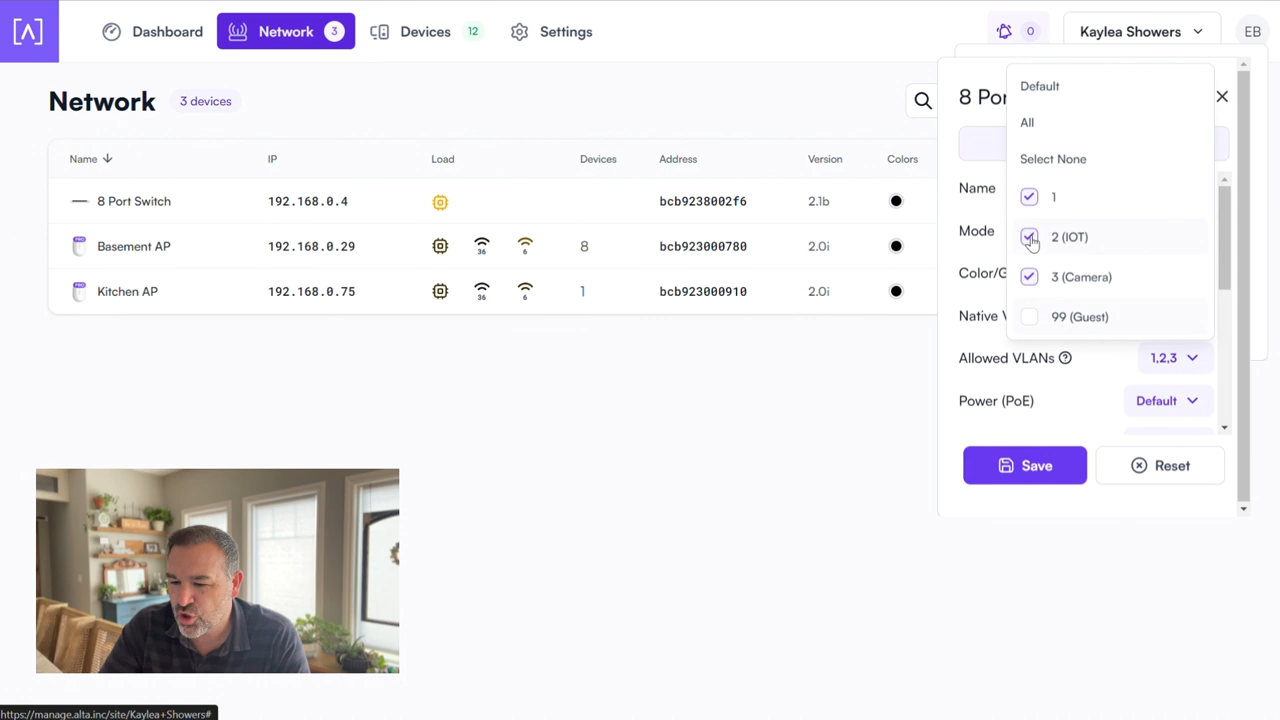 [A] Dashboard Network 3 Devices 12 Settings 0 Kaylea Showers EB
Network 3 devices
Name IP Load Devices Address Version Colors
8 Port Switch 192.168.0.4 bcb9238002f6 2.1b
PRO Basement AP 192.168.0.29 36 6 8 bcb923000780 2.0i
PRO Kitchen AP 192.168.0.75 36 6 1 bcb923000910 2.0i
8 Por
Name
Mode
Color/G
Native V
Default
All
Select None
1
2 (IOT)
3 (Camera)
99 (Guest)
Allowed VLANs ? 1,2,3
Power (PoE) Default
Save Reset
https://manage.alta.inc/site/Kaylea+Showers#